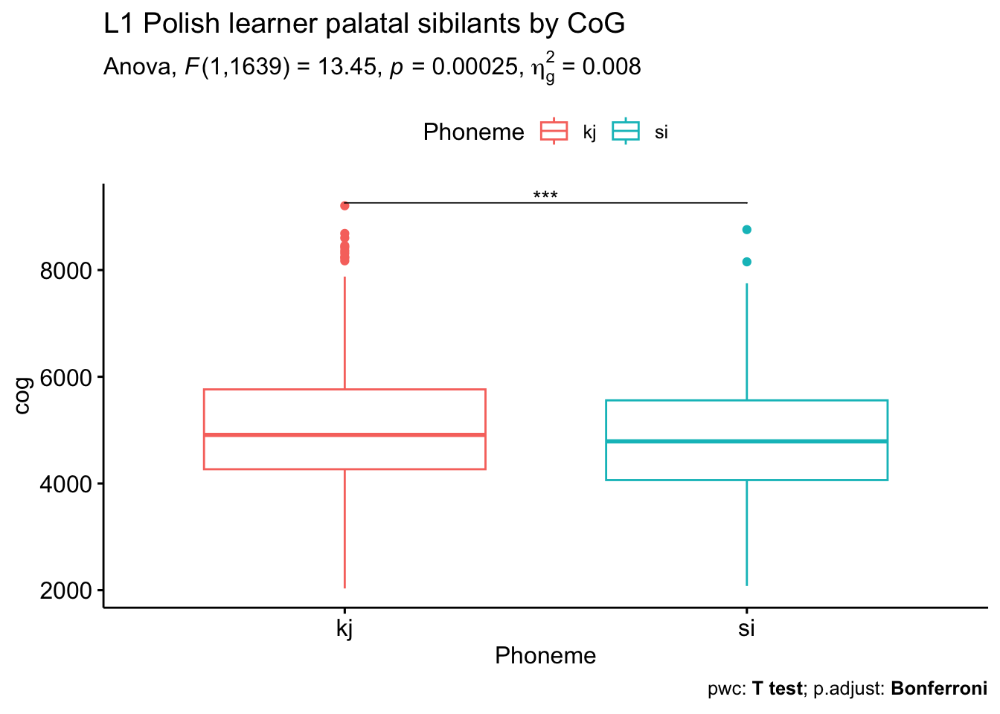 L1 Polish learner palatal sibilants by CoG
Anova, F(1,1639) = 13.45, p = 0.00025, η²g = 0.008
Phoneme kj si
***
8000
6000
4000
2000
cog
kj si
Phoneme
pwc: T test; p.adjust: Bonferroni